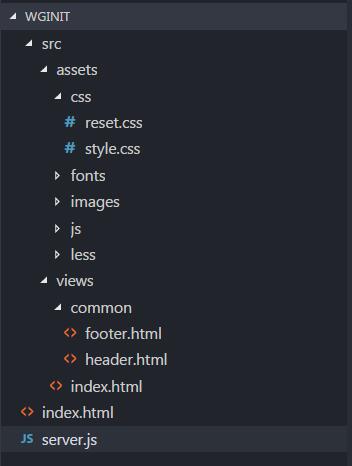 WGINIT
src
assets
css
# reset.css
# style.css
fonts
images
js
less
views
common
<> footer.html
<> header.html
<> index.html
<> index.html
JS server.js